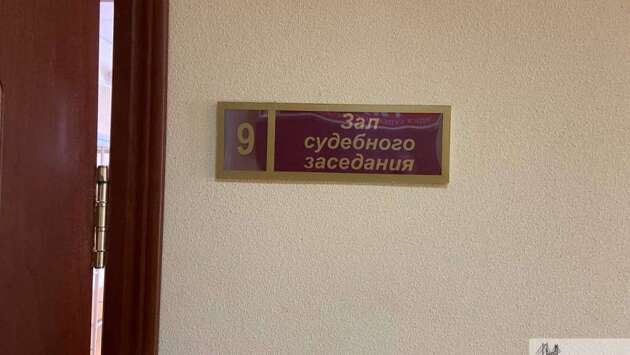 9
Зал
судебного
заседания